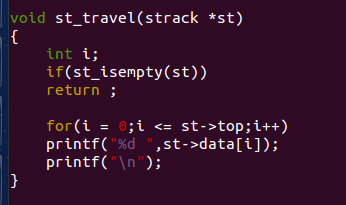 void st_travel(strack *st)
{
    int i;
    if(st_isempty(st))
    return ;

    for(i = 0;i <= st->top;i++)
    printf("%d ",st->data[i]);
    printf("\n");
}